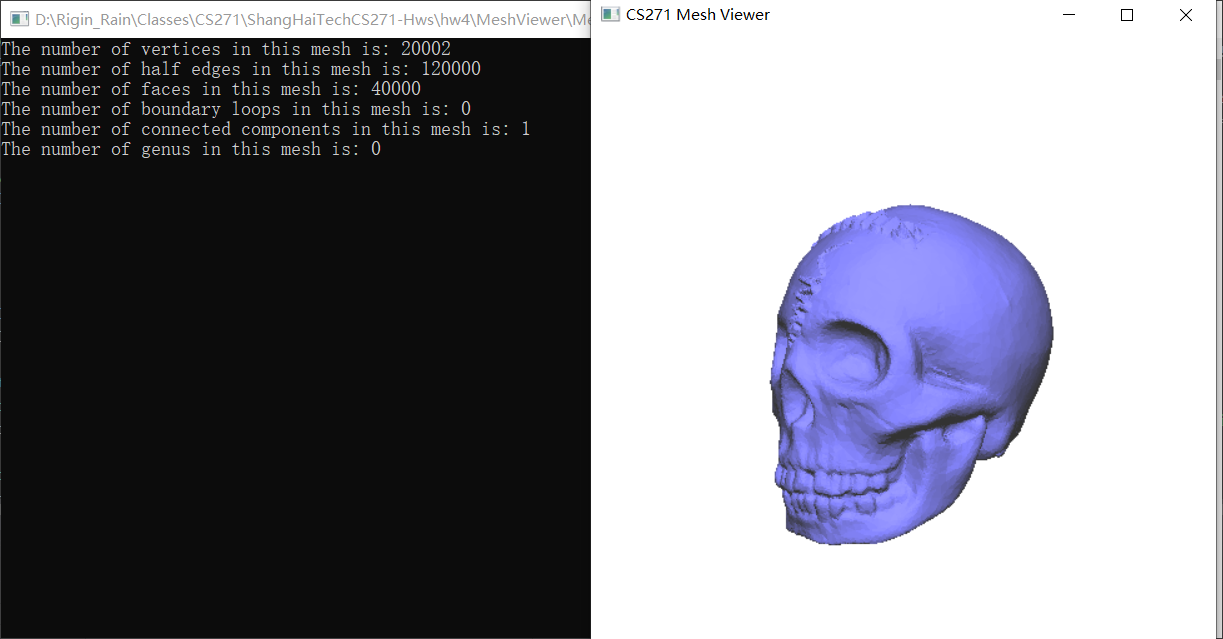 D:\Rigin_Rain\Classes\CS271\ShangHaiTechCS271-Hws\hw4\MeshViewer\Me
CS271 Mesh Viewer
The number of vertices in this mesh is: 20002
The number of half edges in this mesh is: 120000
The number of faces in this mesh is: 40000
The number of boundary loops in this mesh is: 0
The number of connected components in this mesh is: 1
The number of genus in this mesh is: 0